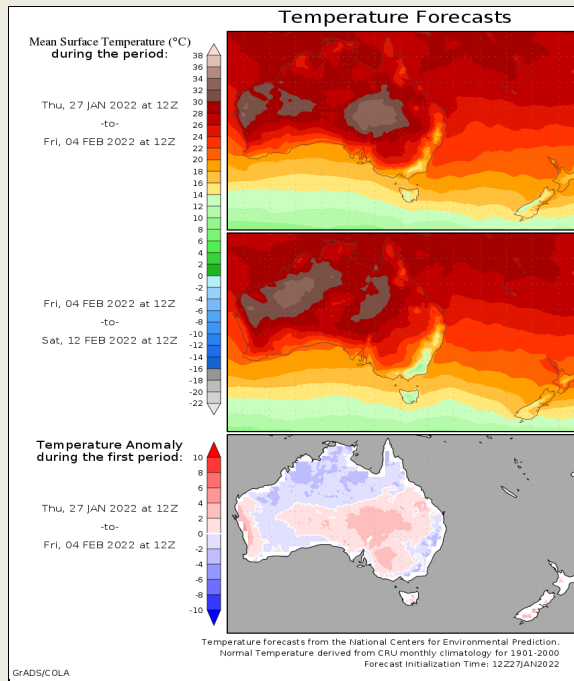 Temperature Forecasts
Mean Surface Temperature (°C)
during the period:
Thu, 27 JAN 2022 at 12Z
-to-
Fri, 04 FEB 2022 at 12Z
38
36
34
32
30
28
26
24
22
20
18
16
14
12
10
8
6
4
2
0
-2
-4
-6
-8
-10
-12
-14
-16
-18
-20
-22
Fri, 04 FEB 2022 at 12Z
-to-
Sat, 12 FEB 2022 at 12Z
Temperature Anomaly
during the first period:
Thu, 27 JAN 2022 at 12Z
-to-
Fri, 04 FEB 2022 at 12Z
10
8
6
4
2
0
-2
-4
-6
-8
-10
Temperature forecasts from the National Centers for Environmental Prediction.
Normal Temperature derived from CRU monthly climatology for 1901-2000
Forecast Initialization Time: 12Z27JAN2022
GrADS/COLA